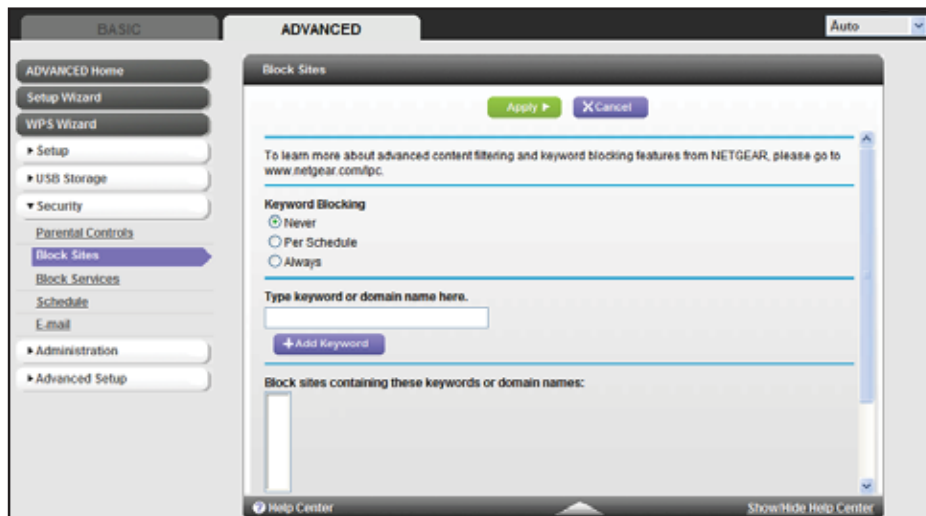 BASIC
ADVANCED
Auto
ADVANCED Home
Setup Wizard
WPS Wizard
Setup
USB Storage
Security
Parental Controls
Block Sites
Block Services
Schedule
E-mail
Administration
Advanced Setup
Block Sites
Apply
Cancel
To learn more about advanced content filtering and keyword blocking features from NETGEAR, please go to
www.netgear.com/lpc.
Keyword Blocking
Never
Per Schedule
Always
Type keyword or domain name here.
+Add Keyword
Block sites containing these keywords or domain names:
Help Center
Show/Hide Help Center